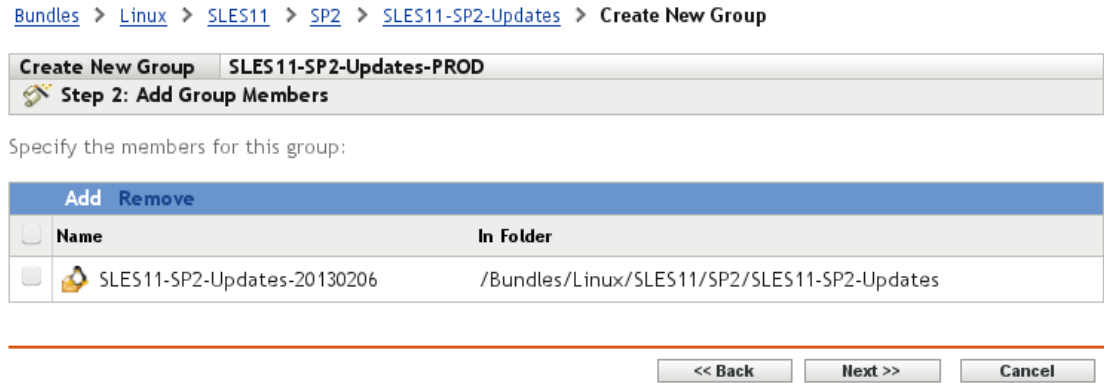 Bundles > Linux > SLES11 > SP2 > SLES11-SP2-Updates > Create New Group
Create New Group SLES11-SP2-Updates-PROD
Step 2: Add Group Members
Specify the members for this group:
Add Remove
Name In Folder
SLES11-SP2-Updates-20130206 /Bundles/Linux/SLES11/SP2/SLES11-SP2-Updates
<< Back Next >> Cancel